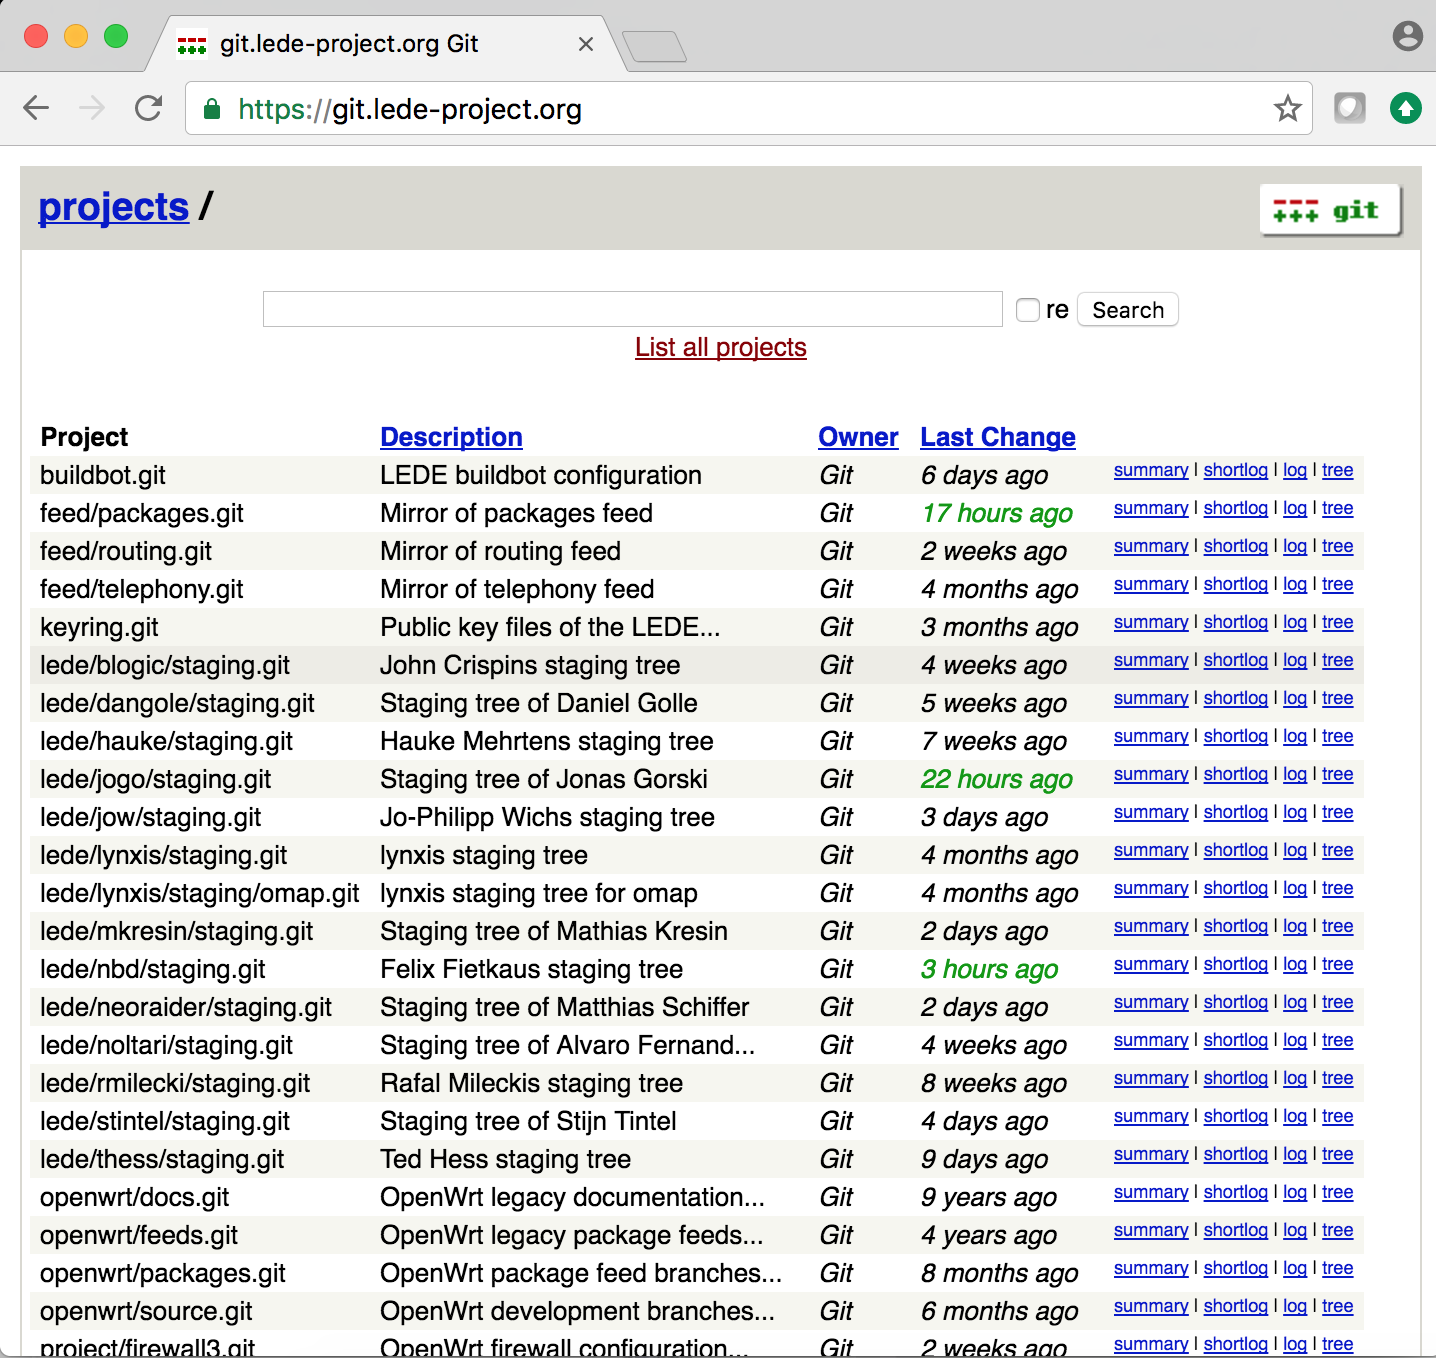 git.lede-project.org Git
https://git.lede-project.org
projects /
git
re Search
List all projects
Project Description Owner Last Change
buildbot.git LEDE buildbot configuration Git 6 days ago summary | shortlog | log | tree
feed/packages.git Mirror of packages feed Git 17 hours ago summary | shortlog | log | tree
feed/routing.git Mirror of routing feed Git 2 weeks ago summary | shortlog | log | tree
feed/telephony.git Mirror of telephony feed Git 4 months ago summary | shortlog | log | tree
keyring.git Public key files of the LEDE... Git 3 months ago summary | shortlog | log | tree
lede/blogic/staging.git John Crispins staging tree Git 4 weeks ago summary | shortlog | log | tree
lede/dangole/staging.git Staging tree of Daniel Golle Git 5 weeks ago summary | shortlog | log | tree
lede/hauke/staging.git Hauke Mehrtens staging tree Git 7 weeks ago summary | shortlog | log | tree
lede/jogo/staging.git Staging tree of Jonas Gorski Git 22 hours ago summary | shortlog | log | tree
lede/jow/staging.git Jo-Philipp Wichs staging tree Git 3 days ago summary | shortlog | log | tree
lede/lynxis/staging.git lynxis staging tree Git 4 months ago summary | shortlog | log | tree
lede/lynxis/staging/omap.git lynxis staging tree for omap Git 4 months ago summary | shortlog | log | tree
lede/mkresin/staging.git Staging tree of Mathias Kresin Git 2 days ago summary | shortlog | log | tree
lede/nbd/staging.git Felix Fietkaus staging tree Git 3 hours ago summary | shortlog | log | tree
lede/neoraider/staging.git Staging tree of Matthias Schiffer Git 2 days ago summary | shortlog | log | tree
lede/noltari/staging.git Staging tree of Alvaro Fernand... Git 4 weeks ago summary | shortlog | log | tree
lede/rmilecki/staging.git Rafal Mileckis staging tree Git 8 weeks ago summary | shortlog | log | tree
lede/stintel/staging.git Staging tree of Stijn Tintel Git 4 days ago summary | shortlog | log | tree
lede/thess/staging.git Ted Hess staging tree Git 9 days ago summary | shortlog | log | tree
openwrt/docs.git OpenWrt legacy documentation... Git 9 years ago summary | shortlog | log | tree
openwrt/feeds.git OpenWrt legacy package feeds... Git 4 years ago summary | shortlog | log | tree
openwrt/packages.git OpenWrt package feed branches... Git 8 months ago summary | shortlog | log | tree
openwrt/source.git OpenWrt development branches... Git 6 months ago summary | shortlog | log | tree
project/firewall3.git OpenWrt firewall configuration... Git 2 weeks ago summary | shortlog | log | tree